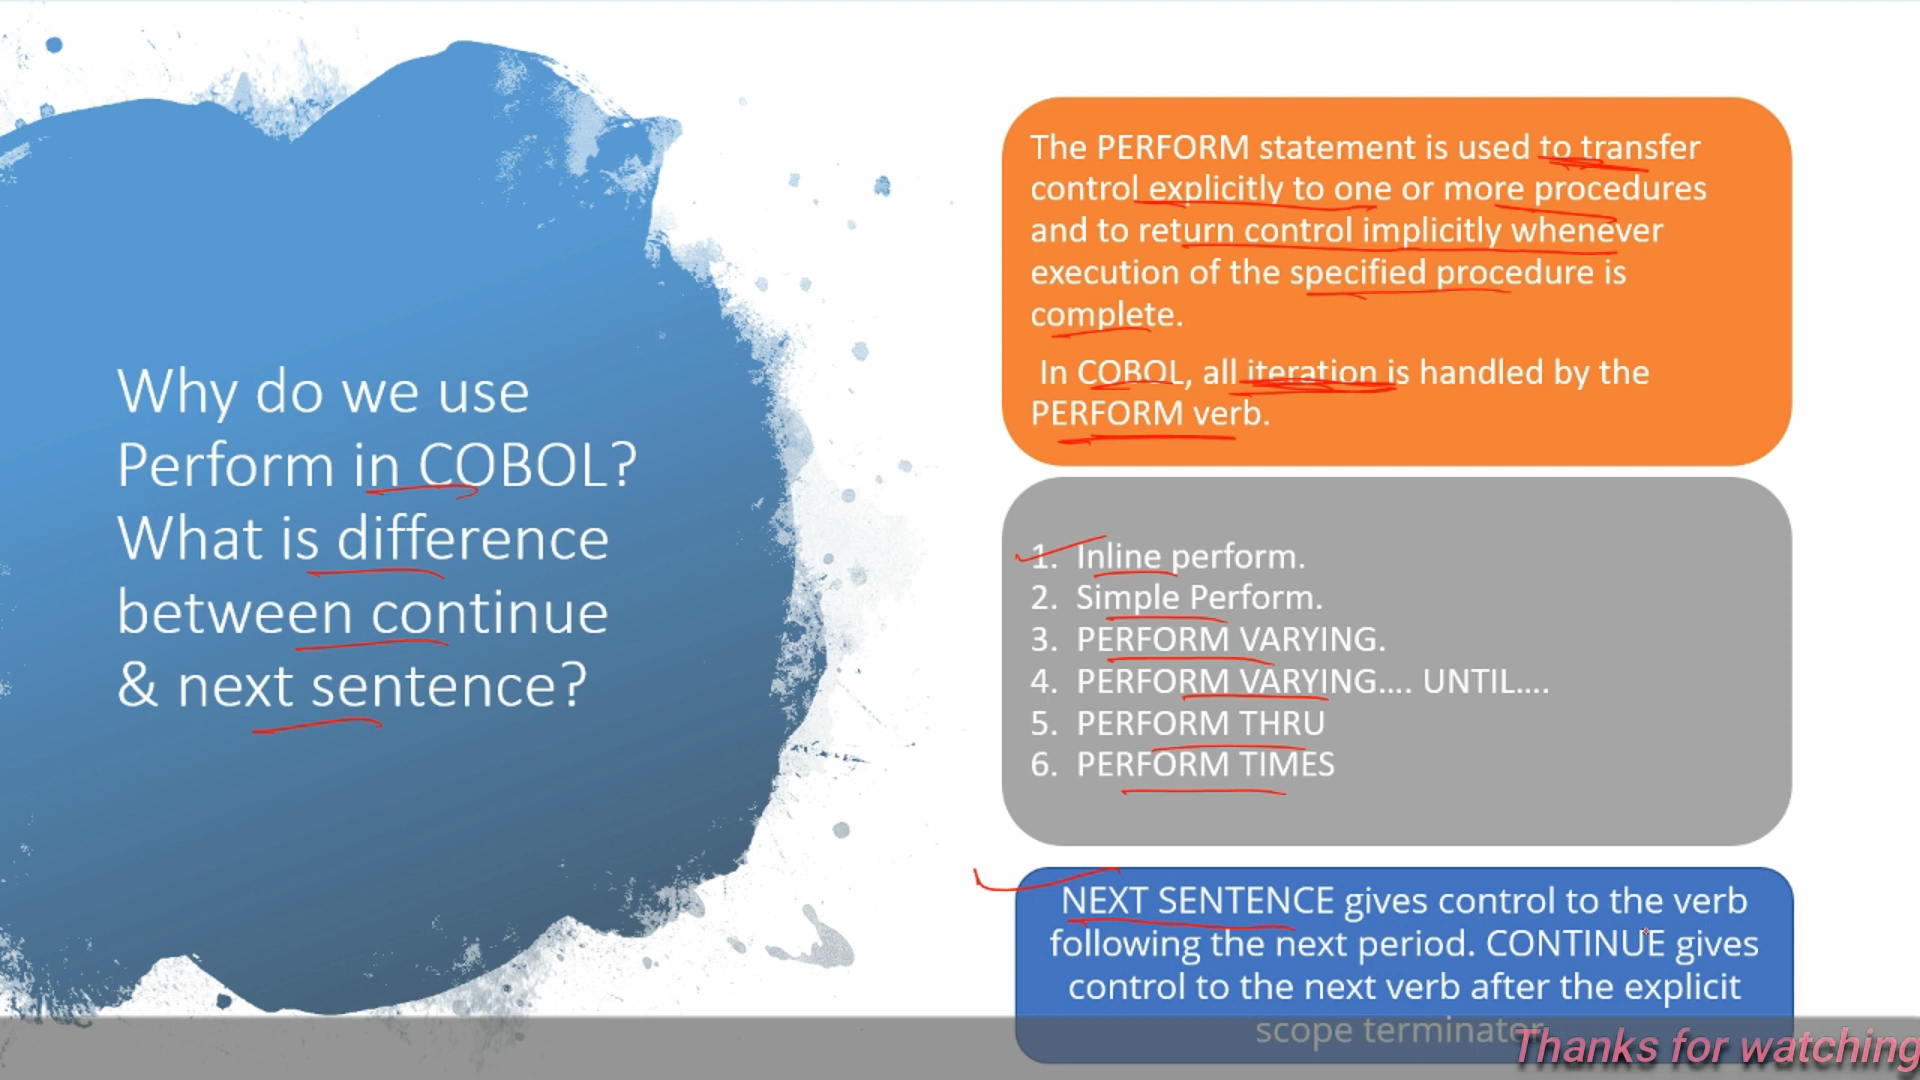 Why do we use
Perform in COBOL?
What is difference
between continue
& next sentence?
The PERFORM statement is used to transfer
control explicitly to one or more procedures
and to return control implicitly whenever
execution of the specified procedure is
complete.
In COBOL, all iteration is handled by the
PERFORM verb.
1. Inline perform.
2. Simple Perform.
3. PERFORM VARYING.
4. PERFORM VARYING.... UNTIL....
5. PERFORM THRU
6. PERFORM TIMES
NEXT SENTENCE gives control to the verb
following the next period. CONTINUE gives
control to the next verb after the explicit
scope terminator
Thanks for watching